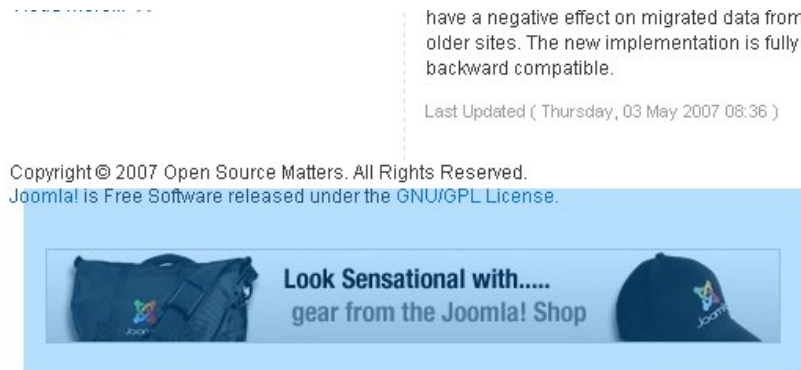 have a negative effect on migrated data from
older sites. The new implementation is fully
backward compatible.
Last Updated ( Thursday, 03 May 2007 08:36 )
Copyright © 2007 Open Source Matters. All Rights Reserved.
Joomla! is Free Software released under the GNU/GPL License.
Look Sensational with.....
gear from the Joomla! Shop